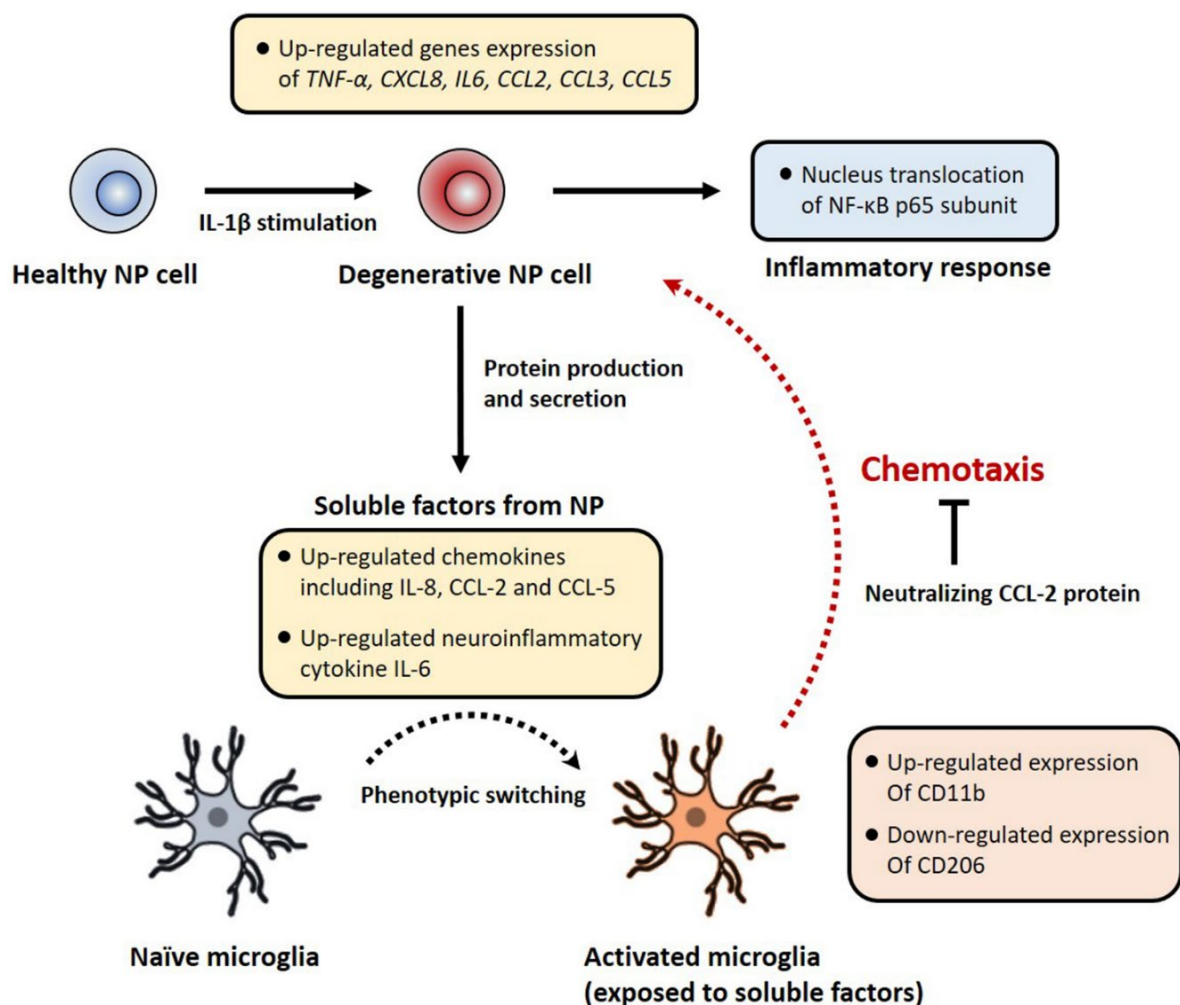 ● Up-regulated genes expression
of TNF-α, CXCL8, IL6, CCL2, CCL3, CCL5
IL-1β stimulation
● Nucleus translocation
of NF-κB p65 subunit
Healthy NP cell
Degenerative NP cell
Inflammatory response
Protein production
and secretion
Chemotaxis
Neutralizing CCL-2 protein
Soluble factors from NP
● Up-regulated chemokines
including IL-8, CCL-2 and CCL-5
● Up-regulated neuroinflammatory
cytokine IL-6
Phenotypic switching
● Up-regulated expression
Of CD11b
● Down-regulated expression
Of CD206
Naïve microglia
Activated microglia
(exposed to soluble factors)